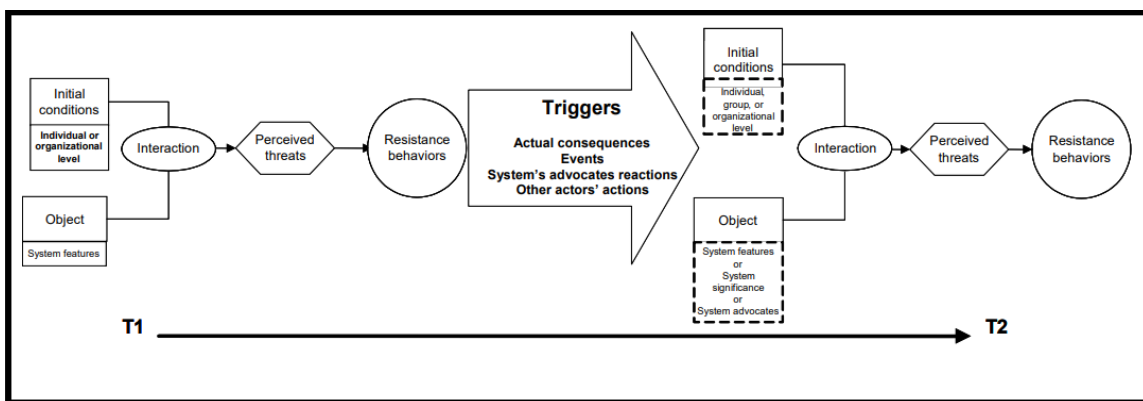 Initial
conditions
Individual or
organizational
level
Object
System features
Interaction
Perceived
threats
Resistance
behaviors
Triggers
Actual consequences
Events
System's advocates reactions
Other actors' actions
Initial
conditions
Individual,
group, or
organizational
level
Object
System features
or
System
significance
or
System advocates
Interaction
Perceived
threats
Resistance
behaviors
T1
T2